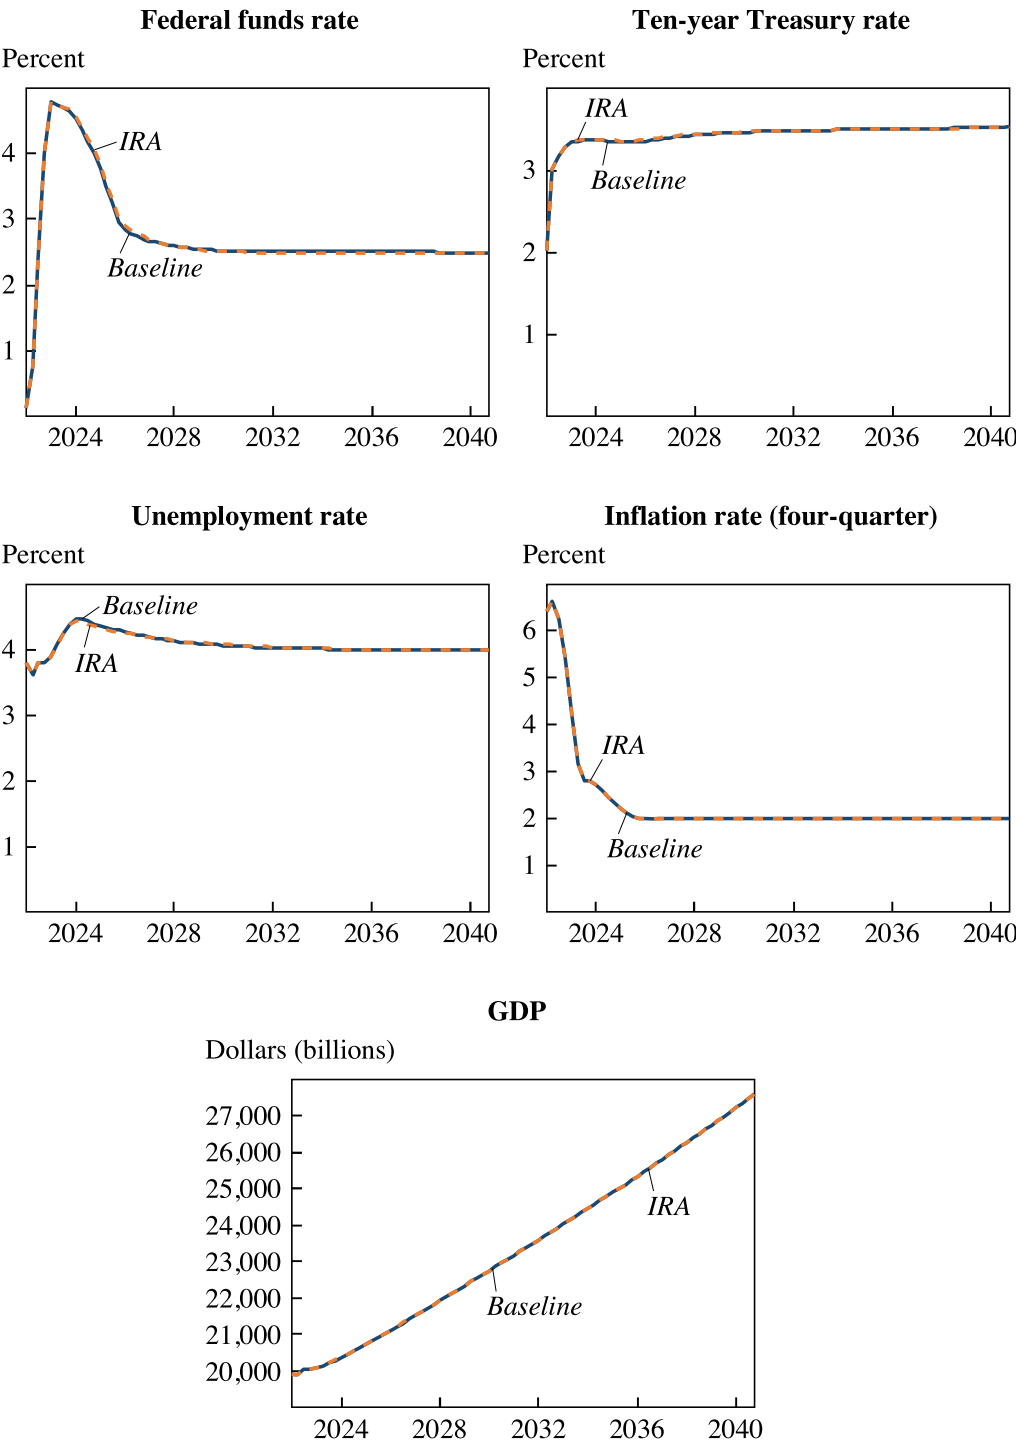 Federal funds rate
Percent
4
3
2
1
IRA
Baseline
2024 2028 2032 2036 2040
Ten-year Treasury rate
Percent
3
2
1
IRA
Baseline
2024 2028 2032 2036 2040
Unemployment rate
Percent
4
3
2
1
Baseline
IRA
2024 2028 2032 2036 2040
Inflation rate (four-quarter)
Percent
6
5
4
3
2
1
IRA
Baseline
2024 2028 2032 2036 2040
GDP
Dollars (billions)
27,000
26,000
25,000
24,000
23,000
22,000
21,000
20,000
IRA
Baseline
2024 2028 2032 2036 2040